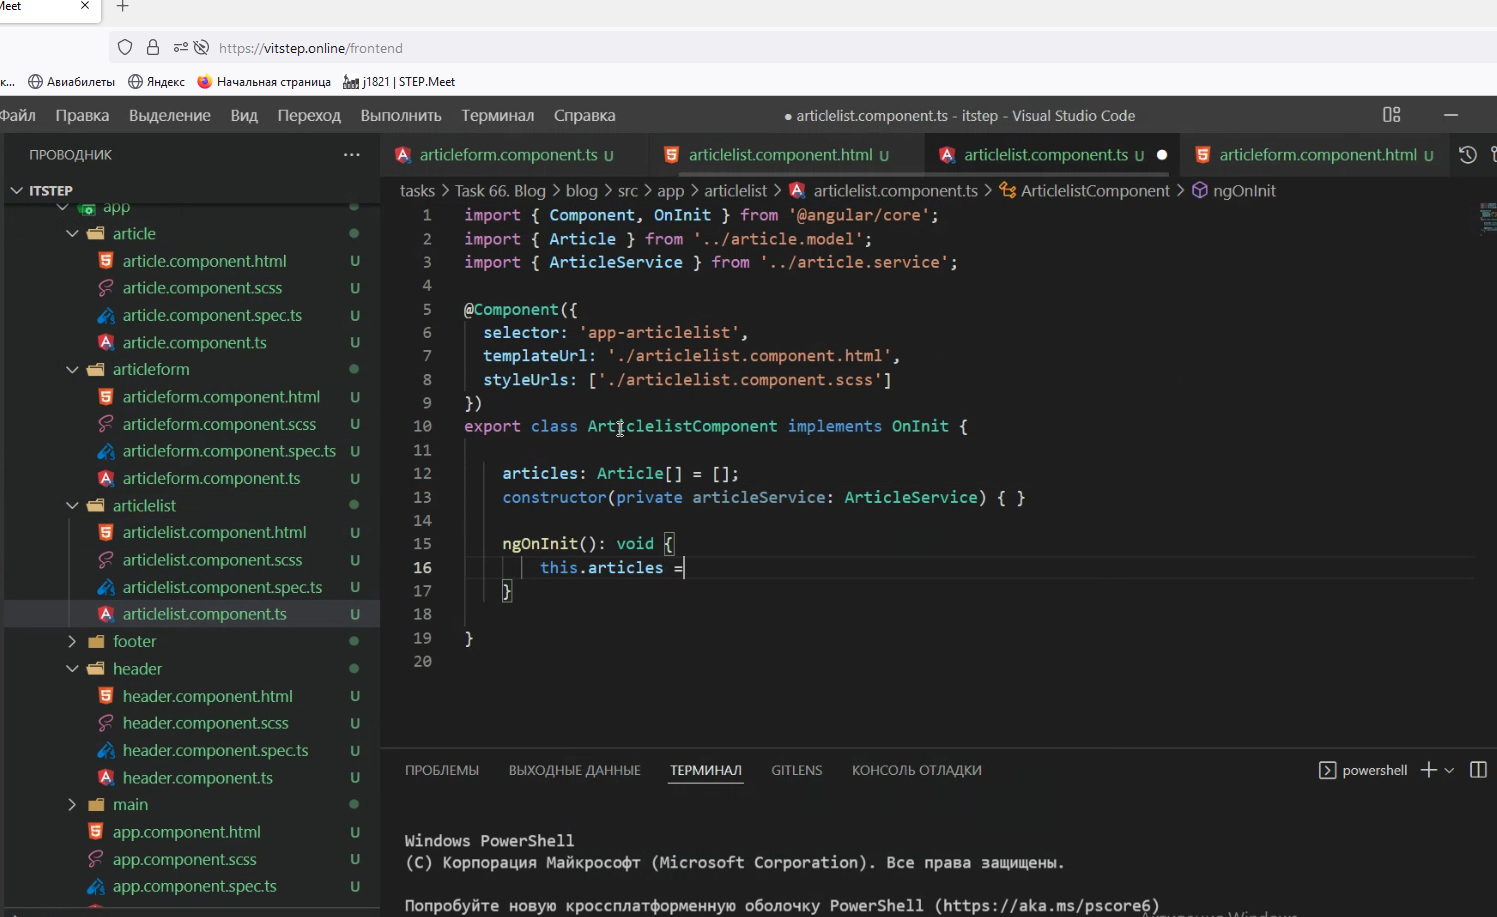 Meet
https://vitstep.online/frontend
к...
Авиабилеты
Яндекс
Начальная страница
j1821 | STEP.Meet
Файл Правка Выделение Вид Переход Выполнить Терминал Справка
● articlelist.component.ts - itstep - Visual Studio Code
ПРОВОДНИК
articleform.component.ts U
articlelist.component.html U
articlelist.component.ts U
articleform.component.html U
ITSTEP
tasks > Task 66. Blog > blog > src > app > articlelist > articlelist.component.ts > ArticlelistComponent > ngOnInit
app
article
article.component.html U
article.component.scss U
article.component.spec.ts U
article.component.ts U
articleform
articleform.component.html U
articleform.component.scss U
articleform.component.spec.ts U
articleform.component.ts U
articlelist
articlelist.component.html U
articlelist.component.scss U
articlelist.component.spec.ts U
articlelist.component.ts U
footer
header
header.component.html U
header.component.scss U
header.component.spec.ts U
header.component.ts U
main
app.component.html U
app.component.scss U
app.component.spec.ts U
1 import { Component, OnInit } from '@angular/core';
2 import { Article } from '../article.model';
3 import { ArticleService } from '../article.service';
4
5 @Component({
6 selector: 'app-articlelist',
7 templateUrl: './articlelist.component.html',
8 styleUrls: ['./articlelist.component.scss']
9 })
10 export class ArticlelistComponent implements OnInit {
11
12 articles: Article[] = [];
13 constructor(private articleService: ArticleService) { }
14
15 ngOnInit(): void {
16 this.articles =
17 }
18
19 }
20
ПРОБЛЕМЫ ВЫХОДНЫЕ ДАННЫЕ ТЕРМИНАЛ GITLENS КОНСОЛЬ ОТЛАДКИ
powershell
Windows PowerShell
(C) Корпорация Майкрософт (Microsoft Corporation). Все права защищены.
Попробуйте новую кроссплатформенную оболочку PowerShell (https://aka.ms/pscore6)